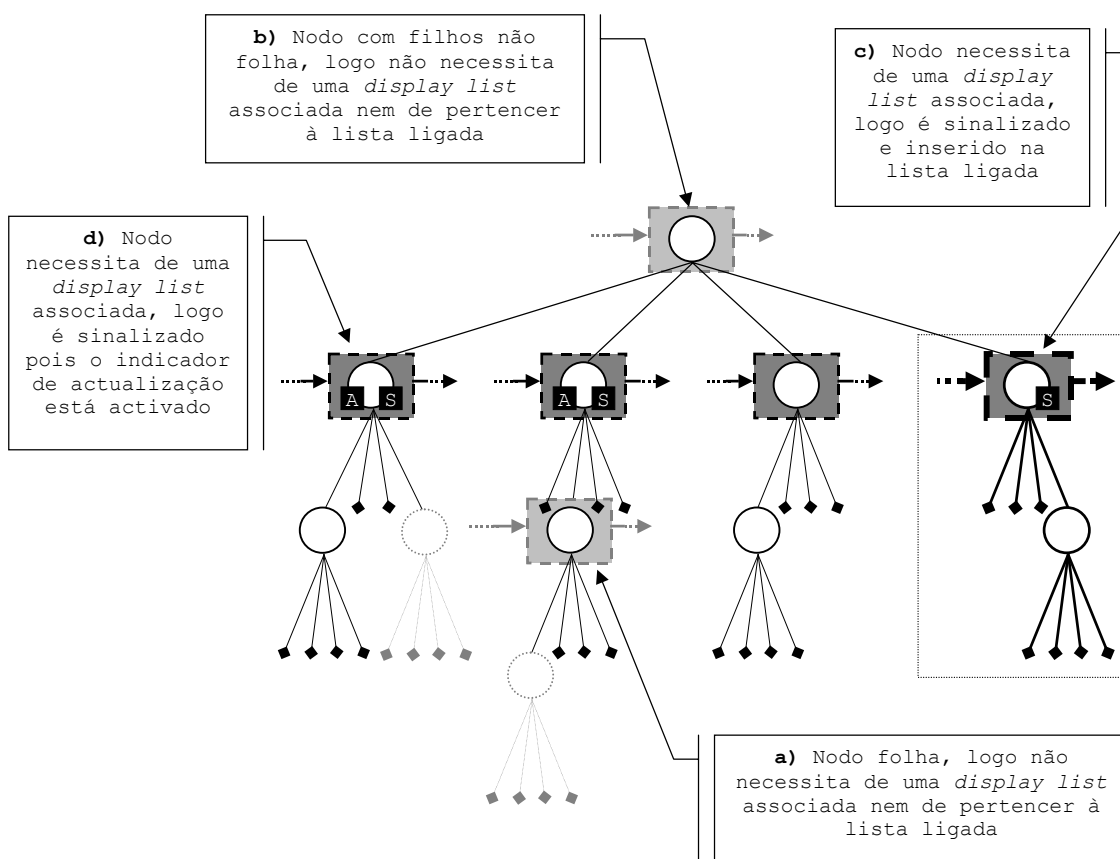 b) Nodo com filhos não
folha, logo não necessita
de uma display list
associada nem de pertencer
à lista ligada
c) Nodo necessita
de uma display
list associada,
logo é sinalizado
e inserido na
lista ligada
d) Nodo
necessita de uma
display list
associada, logo
é sinalizado
pois o indicador
de actualização
está activado
A S
A S
S
a) Nodo folha, logo não
necessita de uma display list
associada nem de pertencer à
lista ligada